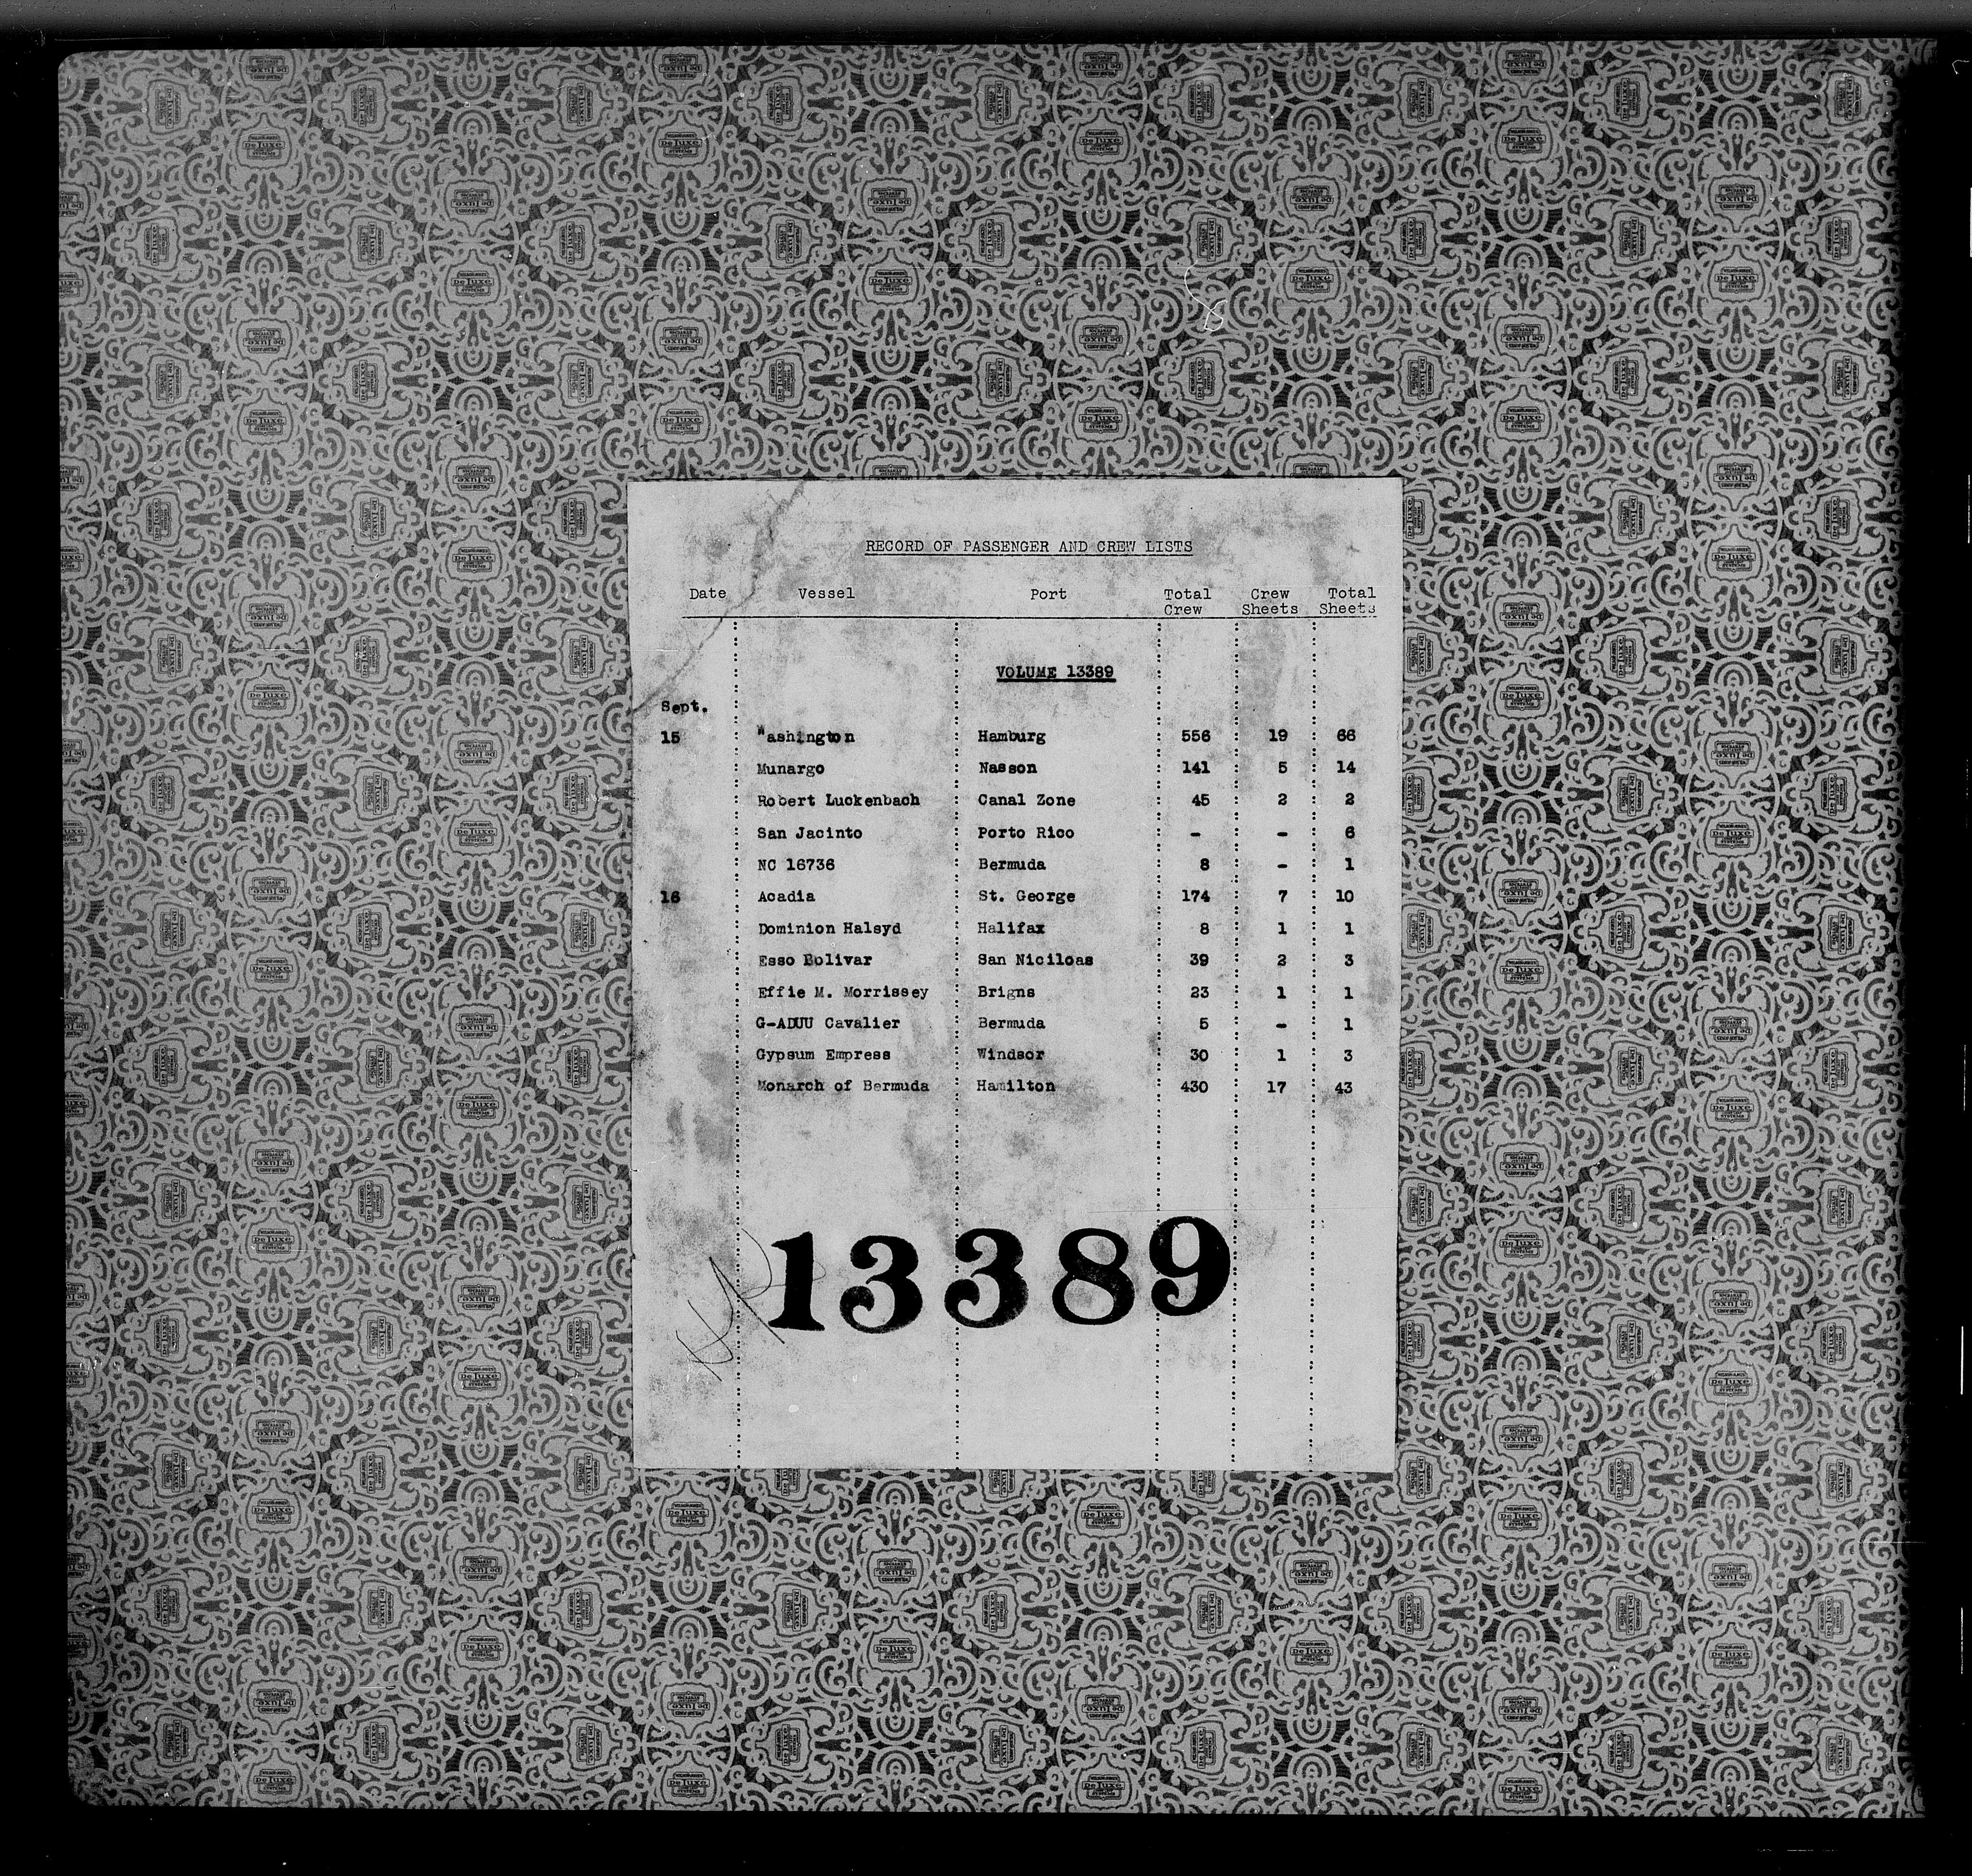 RECORD OF PASSENGER AND CREW LISTS
Date Vessel Port Total Crew Crew Sheets Total Sheets
VOLUME 13389
Sept.
15 Washington Hamburg 556 19 66
Munargo Nasson 141 5 14
Robert Luckenbach Canal Zone 45 2 2
San Jacinto Porto Rico - - 6
NC 16736 Bermuda 8 - 1
16 Acadia St. George 174 7 10
Dominion Halsyd Halifax 8 1 1
Esso Bolivar San Niciloas 39 2 3
Effie M. Morrissey Brigns 23 1 1
G-ADUU Cavalier Bermuda 5 - 1
Gypsum Empress Windsor 30 1 3
Monarch of Bermuda Hamilton 430 17 43
13389